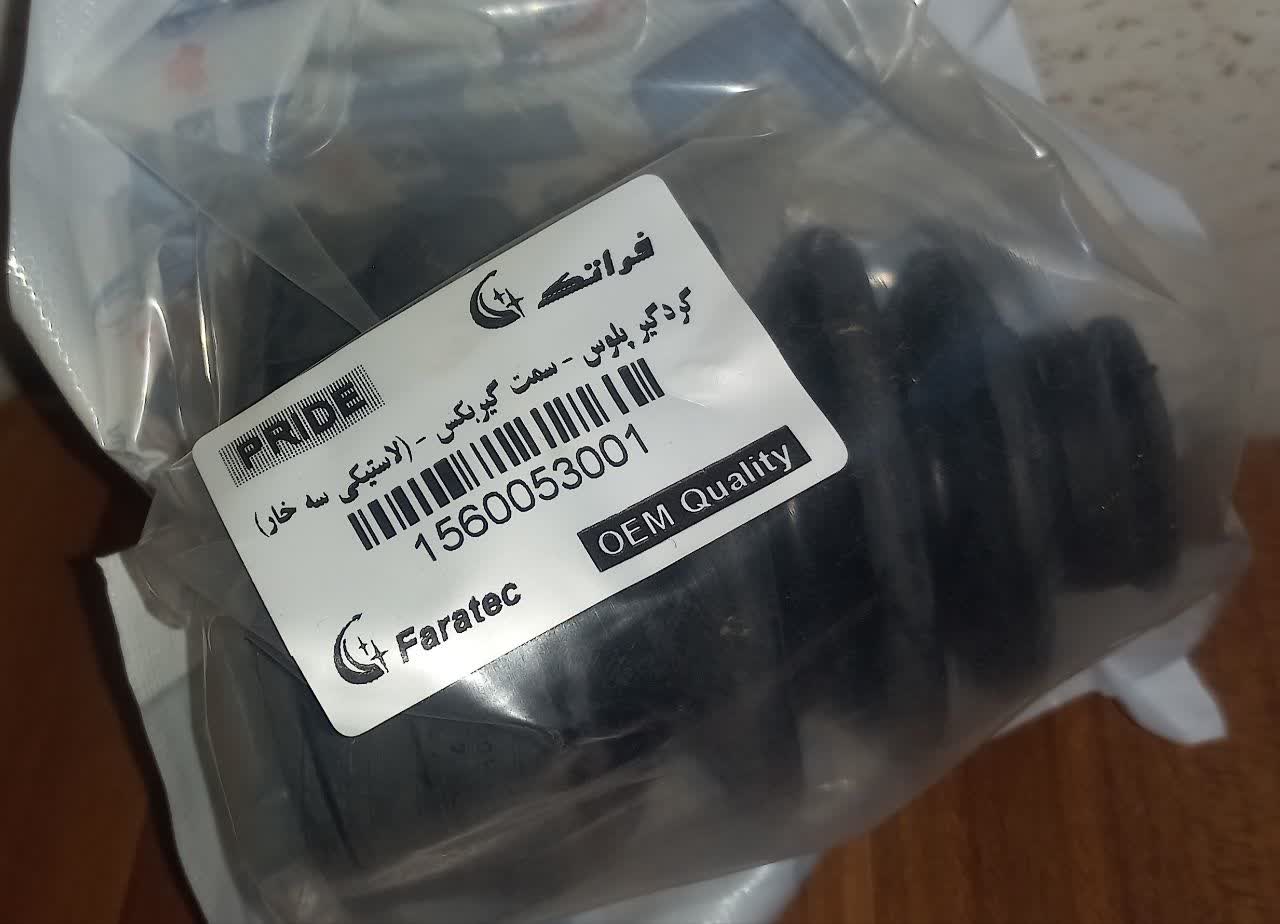 فراتک
گردگیر پلوس - سمت گیربکس - (لاستیکی سه خار)
PRIDE
1560053001
OEM Quality
Faratec